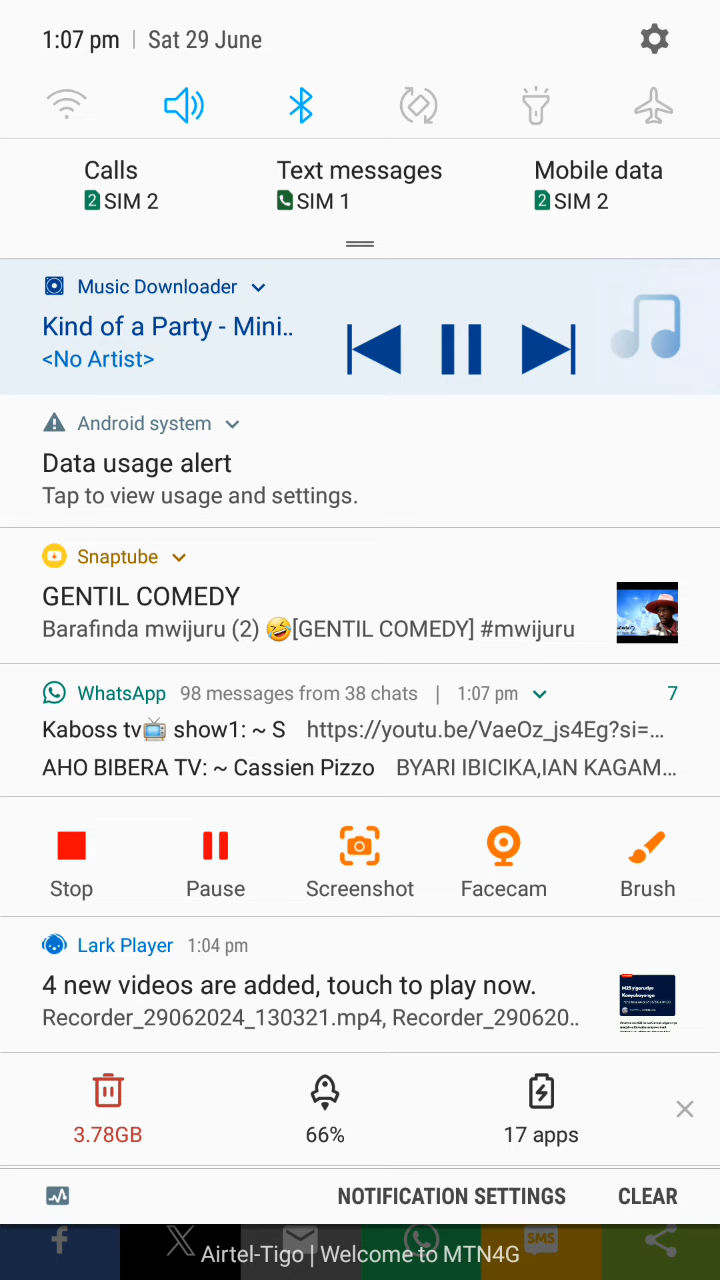 1:07 pm | Sat 29 June
Calls
2 SIM 2
Text messages
SIM 1
Mobile data
2 SIM 2
Music Downloader
Kind of a Party - Mini..
<No Artist>
Android system
Data usage alert
Tap to view usage and settings.
Snaptube
GENTIL COMEDY
Barafinda mwijuru (2) 🤣[GENTIL COMEDY] #mwijuru
WhatsApp 98 messages from 38 chats | 1:07 pm 7
Kaboss tv📺 show1: ~ S https://youtu.be/VaeOz_js4Eg?si=...
AHO BIBERA TV: ~ Cassien Pizzo BYARI IBICIKA,IAN KAGAM...
Stop
Pause
Screenshot
Facecam
Brush
Lark Player 1:04 pm
4 new videos are added, touch to play now.
Recorder_29062024_130321.mp4, Recorder_290620..
3.78GB
66%
17 apps
NOTIFICATION SETTINGS
CLEAR
SMS
Airtel-Tigo | Welcome to MTN4G